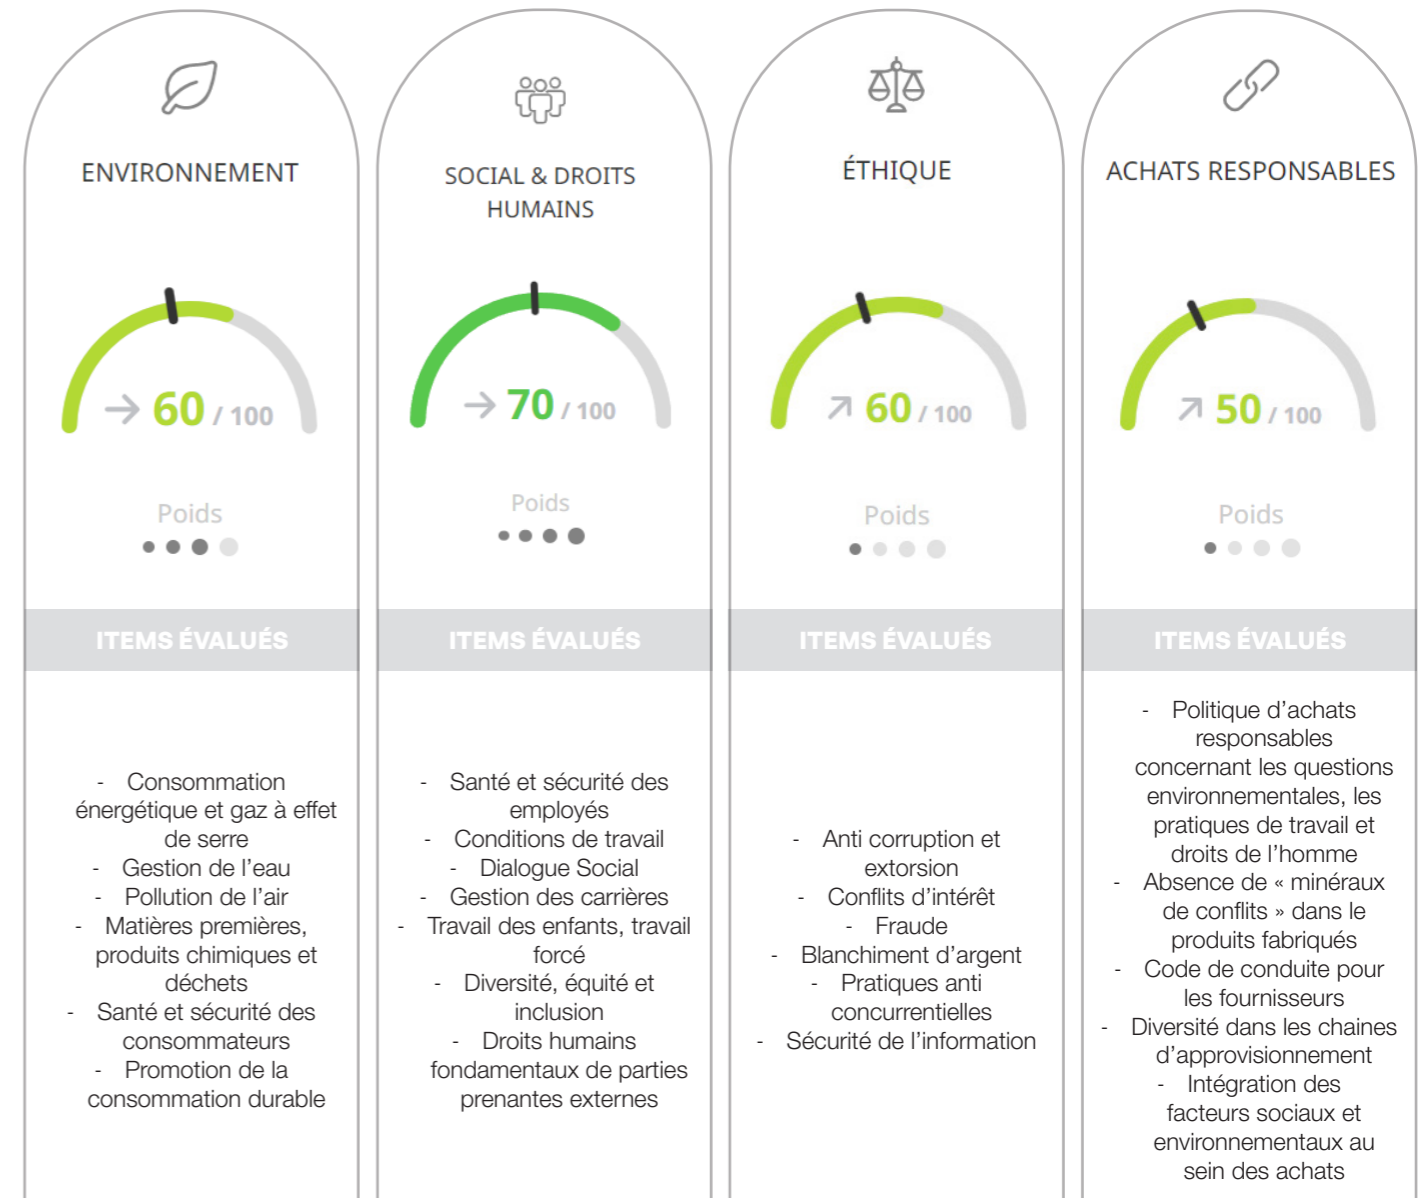 ENVIRONNEMENT
→ 60 / 100
Poids
ITEMS ÉVALUÉS
- Consommation
énergétique et gaz à effet
de serre
- Gestion de l’eau
- Pollution de l’air
- Matières premières,
produits chimiques et
déchets
- Santé et sécurité des
consommateurs
- Promotion de la
consommation durable
SOCIAL & DROITS
HUMAINS
→ 70 / 100
Poids
ITEMS ÉVALUÉS
- Santé et sécurité des
employés
- Conditions de travail
- Dialogue Social
- Gestion des carrières
- Travail des enfants, travail
forcé
- Diversité, équité et
inclusion
- Droits humains
fondamentaux de parties
prenantes externes
ÉTHIQUE
↗ 60 / 100
Poids
ITEMS ÉVALUÉS
- Anti corruption et
extorsion
- Conflits d’intérêt
- Fraude
- Blanchiment d’argent
- Pratiques anti
concurrentielles
- Sécurité de l’information
ACHATS RESPONSABLES
↗ 50 / 100
Poids
ITEMS ÉVALUÉS
- Politique d’achats
responsables
concernant les questions
environnementales, les
pratiques de travail et
droits de l’homme
- Absence de « minéraux
de conflits » dans le
produits fabriqués
- Code de conduite pour
les fournisseurs
- Diversité dans les chaines
d’approvisionnement
- Intégration des
facteurs sociaux et
environnementaux au
sein des achats